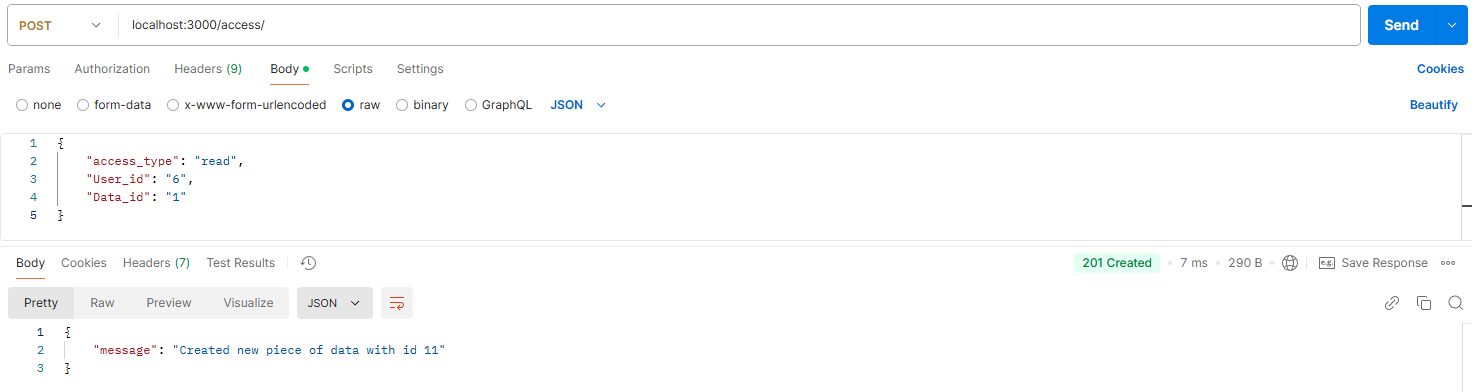 POST localhost:3000/access/ Send
Params Authorization Headers (9) Body Scripts Settings Cookies
none form-data x-www-form-urlencoded raw binary GraphQL JSON Beautify
1 {
2 "access_type": "read",
3 "User_id": "6",
4 "Data_id": "1"
5 }
Body Cookies Headers (7) Test Results 201 Created 7 ms 290 B e.g. Save Response
Pretty Raw Preview Visualize JSON
1 {
2 "message": "Created new piece of data with id 11"
3 }